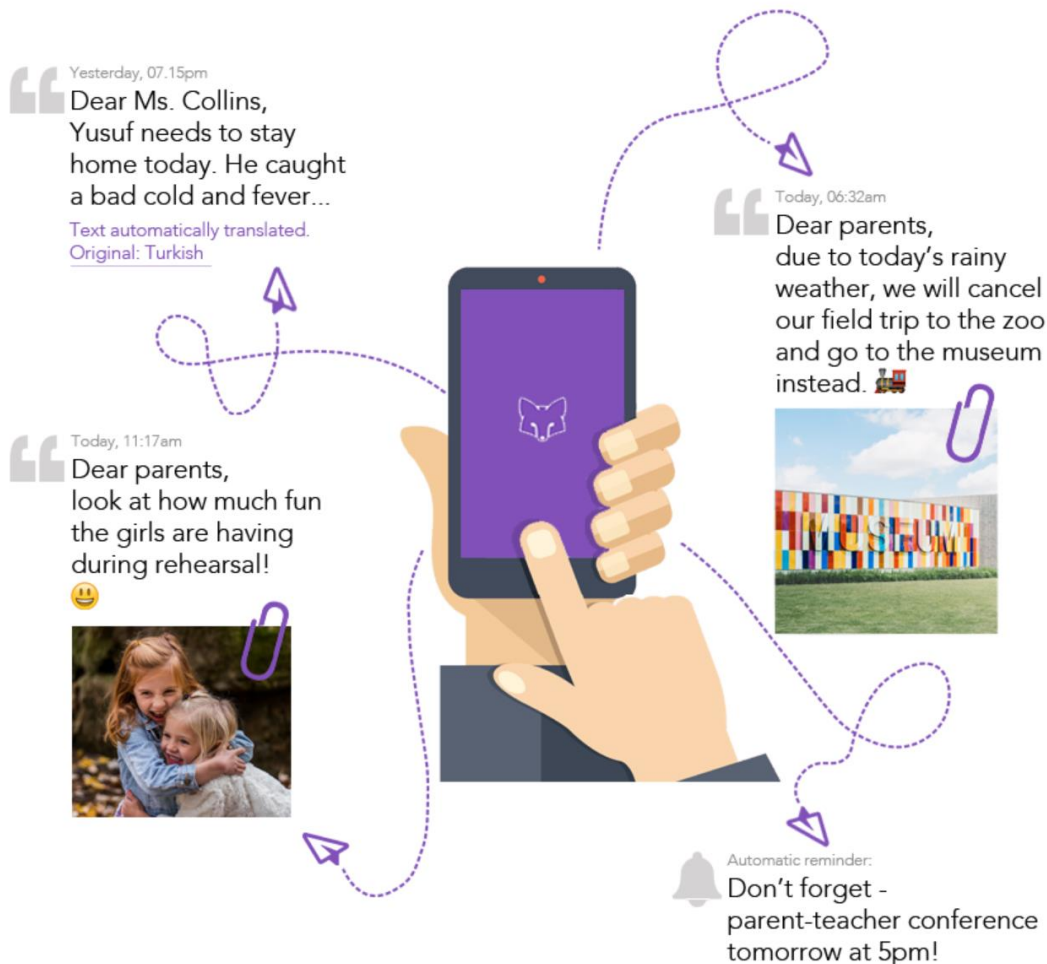 Yesterday, 07.15pm
Dear Ms. Collins,
Yusuf needs to stay
home today. He caught
a bad cold and fever...
Text automatically translated.
Original: Turkish
Today, 06:32am
Dear parents,
due to today's rainy
weather, we will cancel
our field trip to the zoo
and go to the museum
instead.
MUSEUM
Today, 11:17am
Dear parents,
look at how much fun
the girls are having
during rehearsal!
Automatic reminder:
Don't forget -
parent-teacher conference
tomorrow at 5pm!